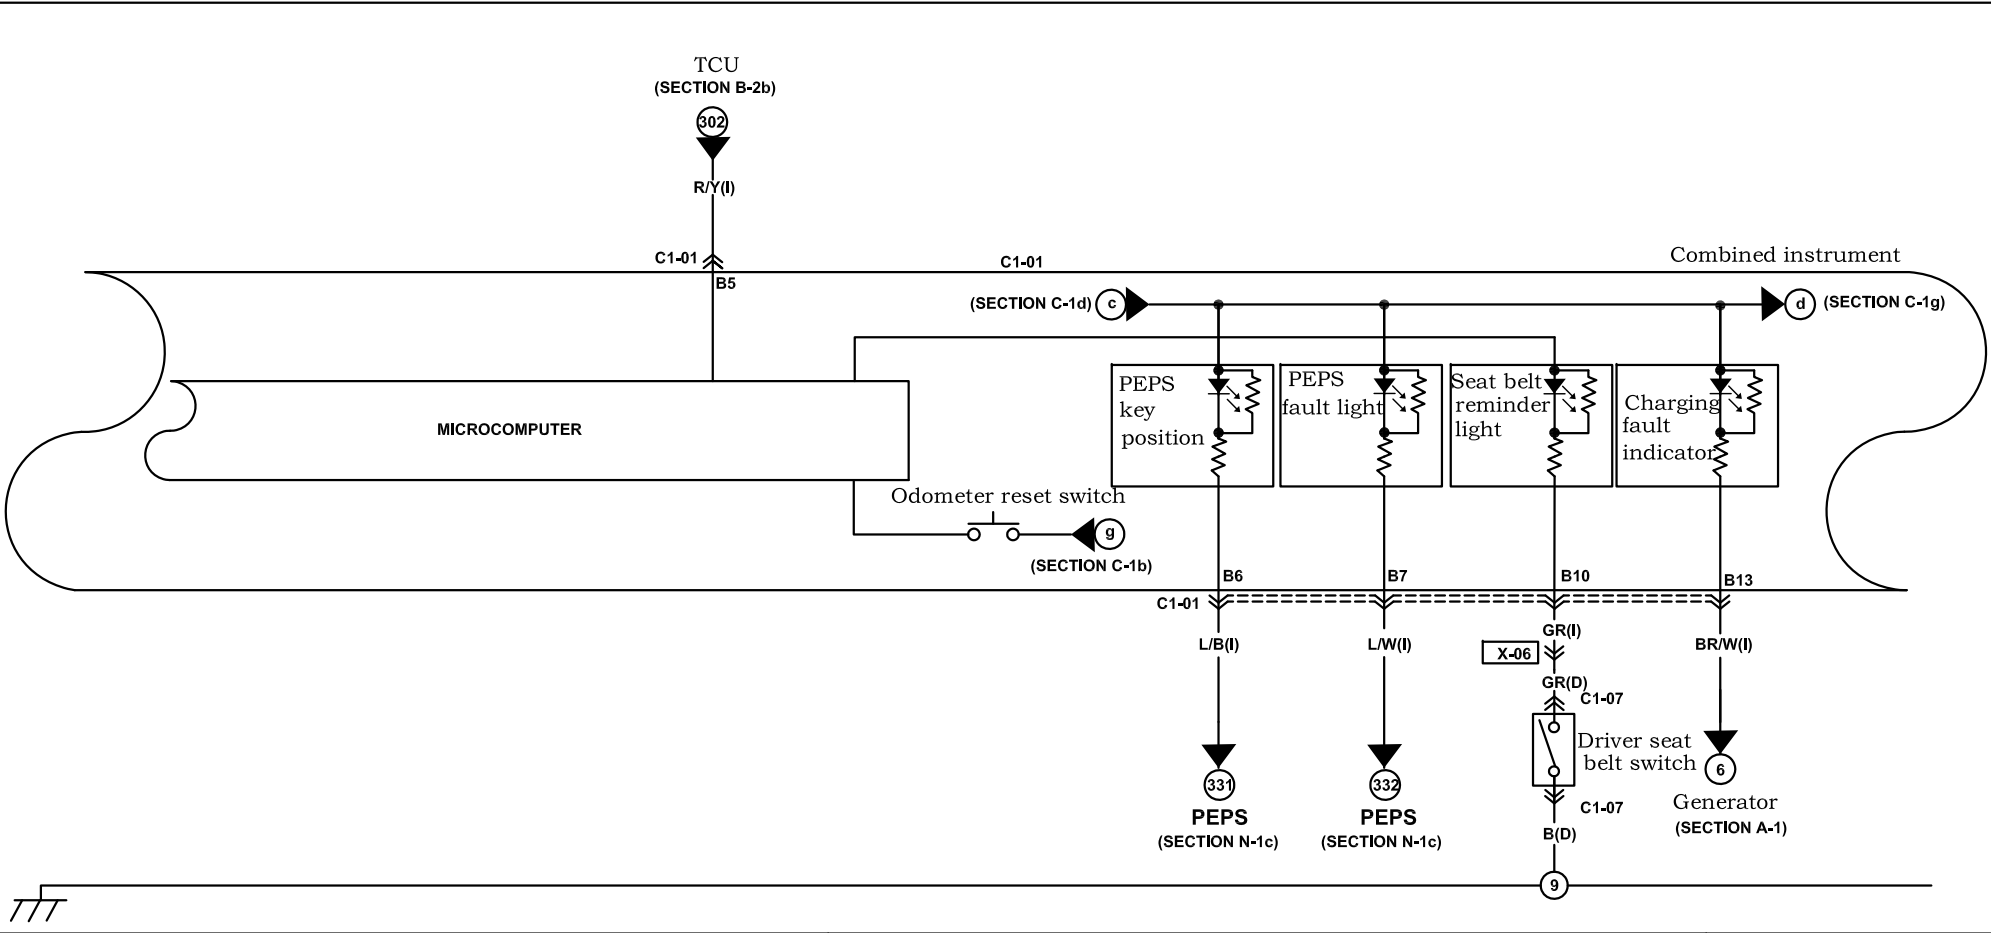 TCU
(SECTION B-2b)
302
R/Y(I)
C1-01
B5
C1-01
Combined instrument
(SECTION C-1d)
c
d
(SECTION C-1g)
MICROCOMPUTER
PEPS
key
position
PEPS
fault light
Seat belt
reminder
light
Charging
fault
indicator
Odometer reset switch
g
(SECTION C-1b)
B6
B7
B10
B13
C1-01
L/B(I)
L/W(I)
GR(I)
BR/W(I)
X-06
GR(D)
C1-07
Driver seat
belt switch
C1-07
B(D)
331
PEPS
(SECTION N-1c)
332
PEPS
(SECTION N-1c)
6
Generator
(SECTION A-1)
9